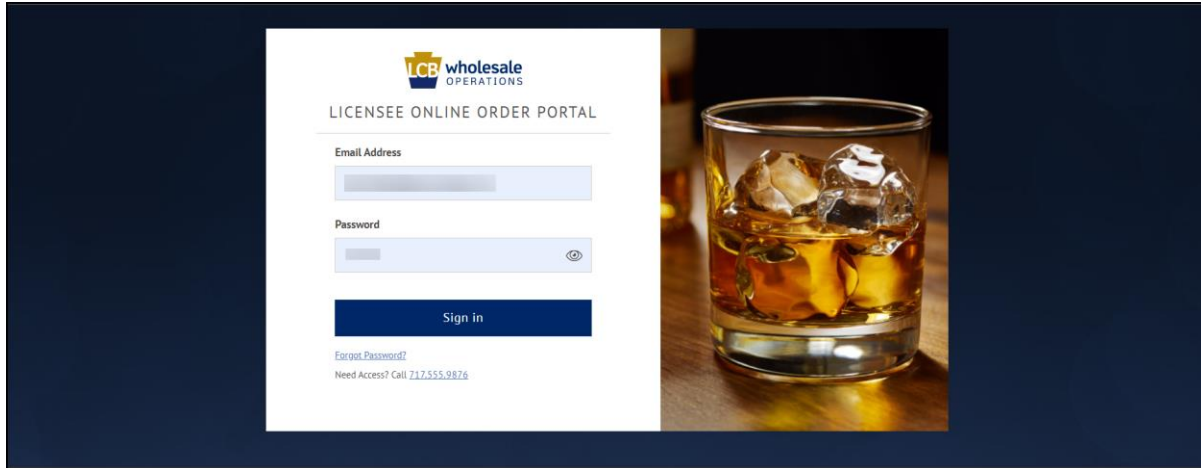 LCB wholesale
OPERATIONS
LICENSEE ONLINE ORDER PORTAL
Email Address
Password
Sign in
Forgot Password?
Need Access? Call 717.555.9876